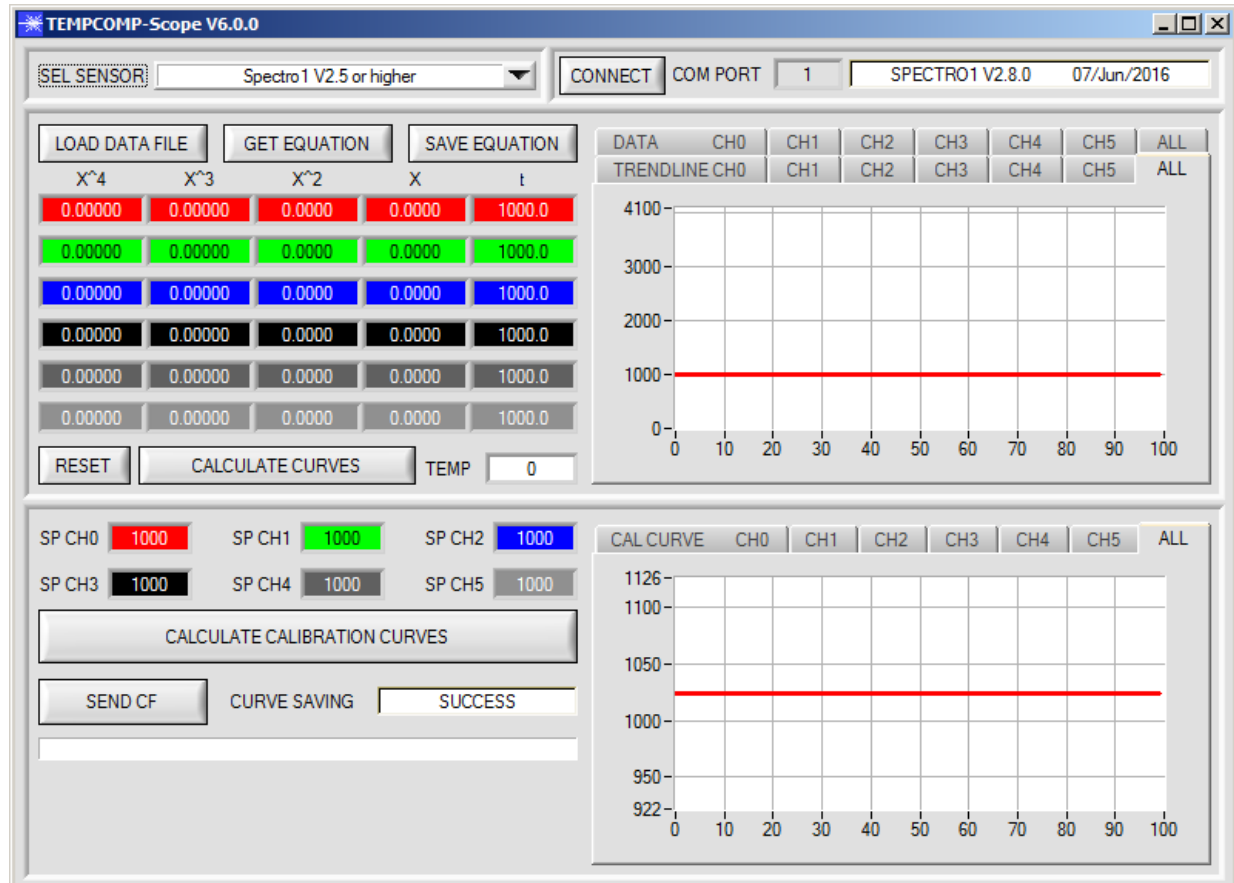 TEMPCOMP-Scope V6.0.0
SEL SENSOR Spectro1 V2.5 or higher CONNECT COM PORT 1 SPECTRO1 V2.8.0 07/Jun/2016
LOAD DATA FILE GET EQUATION SAVE EQUATION
X^4 X^3 X^2 X t
0.00000 0.00000 0.0000 0.0000 1000.0
0.00000 0.00000 0.0000 0.0000 1000.0
0.00000 0.00000 0.0000 0.0000 1000.0
0.00000 0.00000 0.0000 0.0000 1000.0
0.00000 0.00000 0.0000 0.0000 1000.0
0.00000 0.00000 0.0000 0.0000 1000.0
RESET CALCULATE CURVES TEMP 0
DATA CH0 CH1 CH2 CH3 CH4 CH5 ALL
TRENDLINE CH0 CH1 CH2 CH3 CH4 CH5 ALL
4100
3000
2000
1000
0
0 10 20 30 40 50 60 70 80 90 100
SP CH0 1000 SP CH1 1000 SP CH2 1000
SP CH3 1000 SP CH4 1000 SP CH5 1000
CALCULATE CALIBRATION CURVES
SEND CF CURVE SAVING SUCCESS
CAL CURVE CH0 CH1 CH2 CH3 CH4 CH5 ALL
1126
1100
1050
1000
950
922
0 10 20 30 40 50 60 70 80 90 100